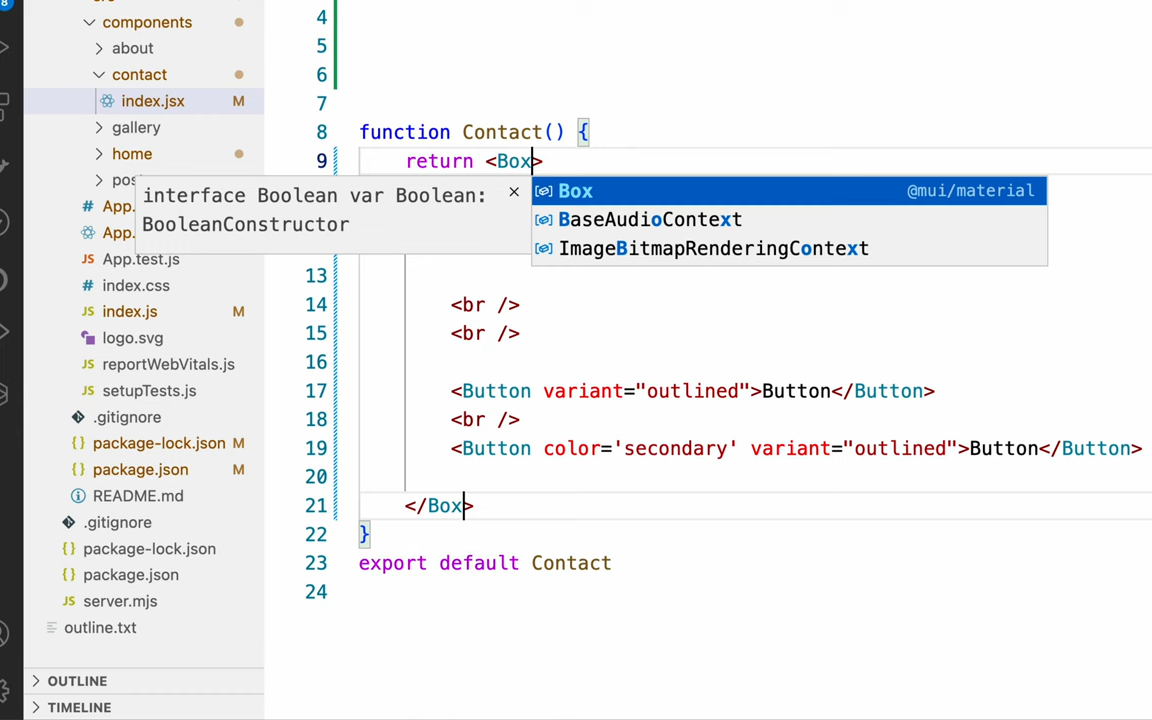 components
about
contact
index.jsx M
gallery
home
App.
App.
App.test.js
index.css
index.js M
logo.svg
reportWebVitals.js
setupTests.js
.gitignore
package-lock.json M
package.json M
README.md
.gitignore
package-lock.json
package.json
server.mjs
outline.txt
OUTLINE
TIMELINE
4
5
6
7
8 function Contact() {
9 return <Box>
interface Boolean var Boolean: ×
BooleanConstructor
Box @mui/material
BaseAudioContext
ImageBitmapRenderingContext
13
14 <br />
15 <br />
16
17 <Button variant="outlined">Button</Button>
18 <br />
19 <Button color='secondary' variant="outlined">Button</Button>
20
21 </Box>
22 }
23 export default Contact
24